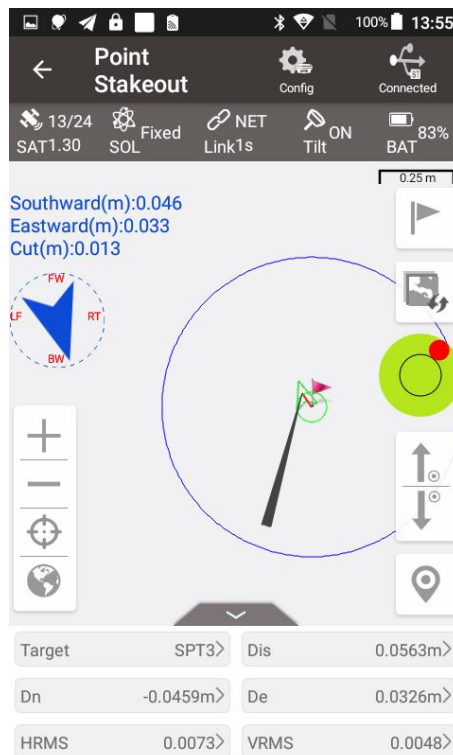 100% 13:55
Point
Stakeout
Config
Connected
13/24
SAT1.30
Fixed
SOL
NET
Link1s
ON
Tilt
83%
BAT
0.25 m
Southward(m):0.046
Eastward(m):0.033
Cut(m):0.013
FW
LF
RT
BW
Target SPT3
Dis 0.0563m
Dn -0.0459m
De 0.0326m
HRMS 0.0073
VRMS 0.0048